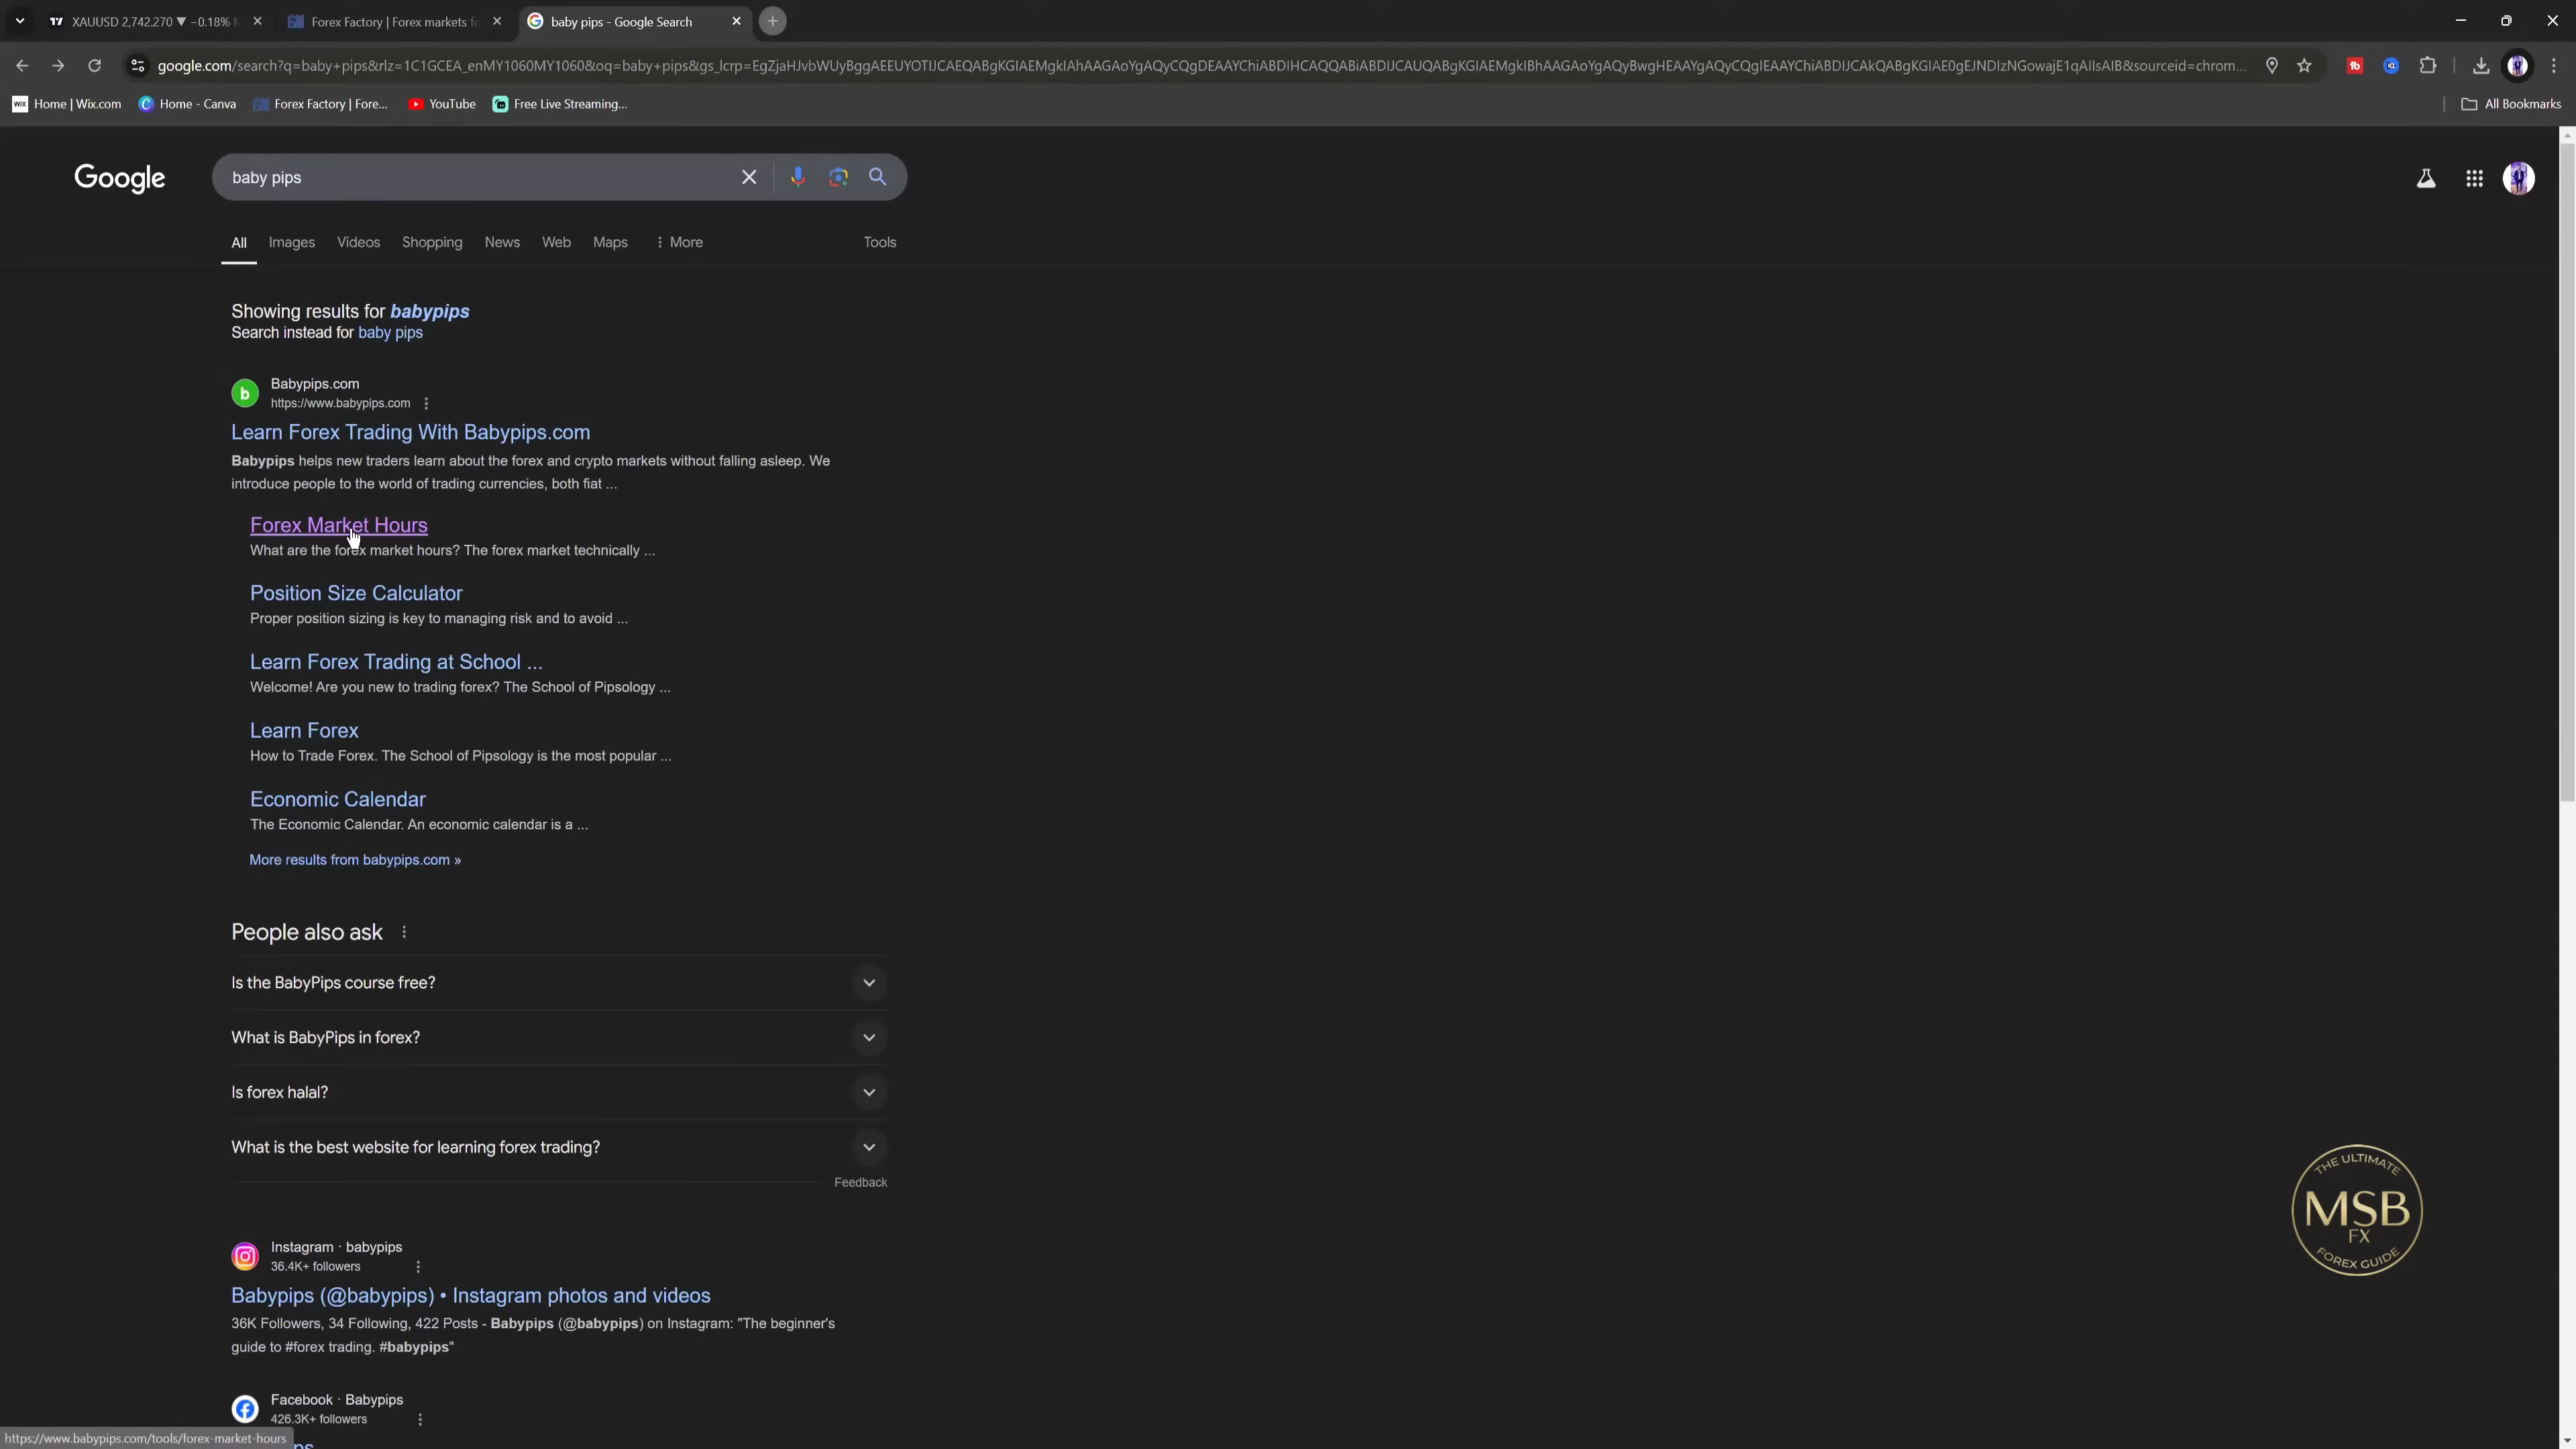 XAUUSD 2,742.270 ▼ −0.18%
Forex Factory | Forex markets fo
baby pips - Google Search
google.com/search?q=baby+pips&rlz=1C1GCEA_enMY1060MY1060&oq=baby+pips&gs_lcrp=
Home | Wix.com
Home - Canva
Forex Factory | Fore...
YouTube
Free Live Streaming...
All Bookmarks
Google
baby pips
All
Images
Videos
Shopping
News
Web
Maps
More
Tools
Showing results for babypips
Search instead for baby pips
Babypips.com
https://www.babypips.com
Learn Forex Trading With Babypips.com
Babypips helps new traders learn about the forex and crypto markets without falling asleep. We
introduce people to the world of trading currencies, both fiat ...
Forex Market Hours
What are the forex market hours? The forex market technically ...
Position Size Calculator
Proper position sizing is key to managing risk and to avoid ...
Learn Forex Trading at School ...
Welcome! Are you new to trading forex? The School of Pipsology ...
Learn Forex
How to Trade Forex. The School of Pipsology is the most popular ...
Economic Calendar
The Economic Calendar. An economic calendar is a ...
More results from babypips.com »
People also ask
Is the BabyPips course free?
What is BabyPips in forex?
Is forex halal?
What is the best website for learning forex trading?
Feedback
THE ULTIMATE
MSB
FX
FOREX GUIDE
Instagram · babypips
36.4K+ followers
Babypips (@babypips) • Instagram photos and videos
36K Followers, 34 Following, 422 Posts - Babypips (@babypips) on Instagram: "The beginner's
guide to #forex trading. #babypips"
Facebook · Babypips
426.3K+ followers
https://www.babypips.com/tools/forex-market-hours